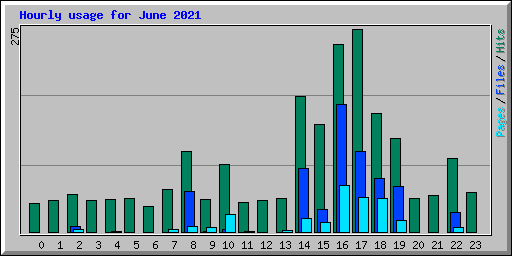 Hourly usage for June 2021
275
Pages/Files/Hits
0 1 2 3 4 5 6 7 8 9 10 11 12 13 14 15 16 17 18 19 20 21 22 23